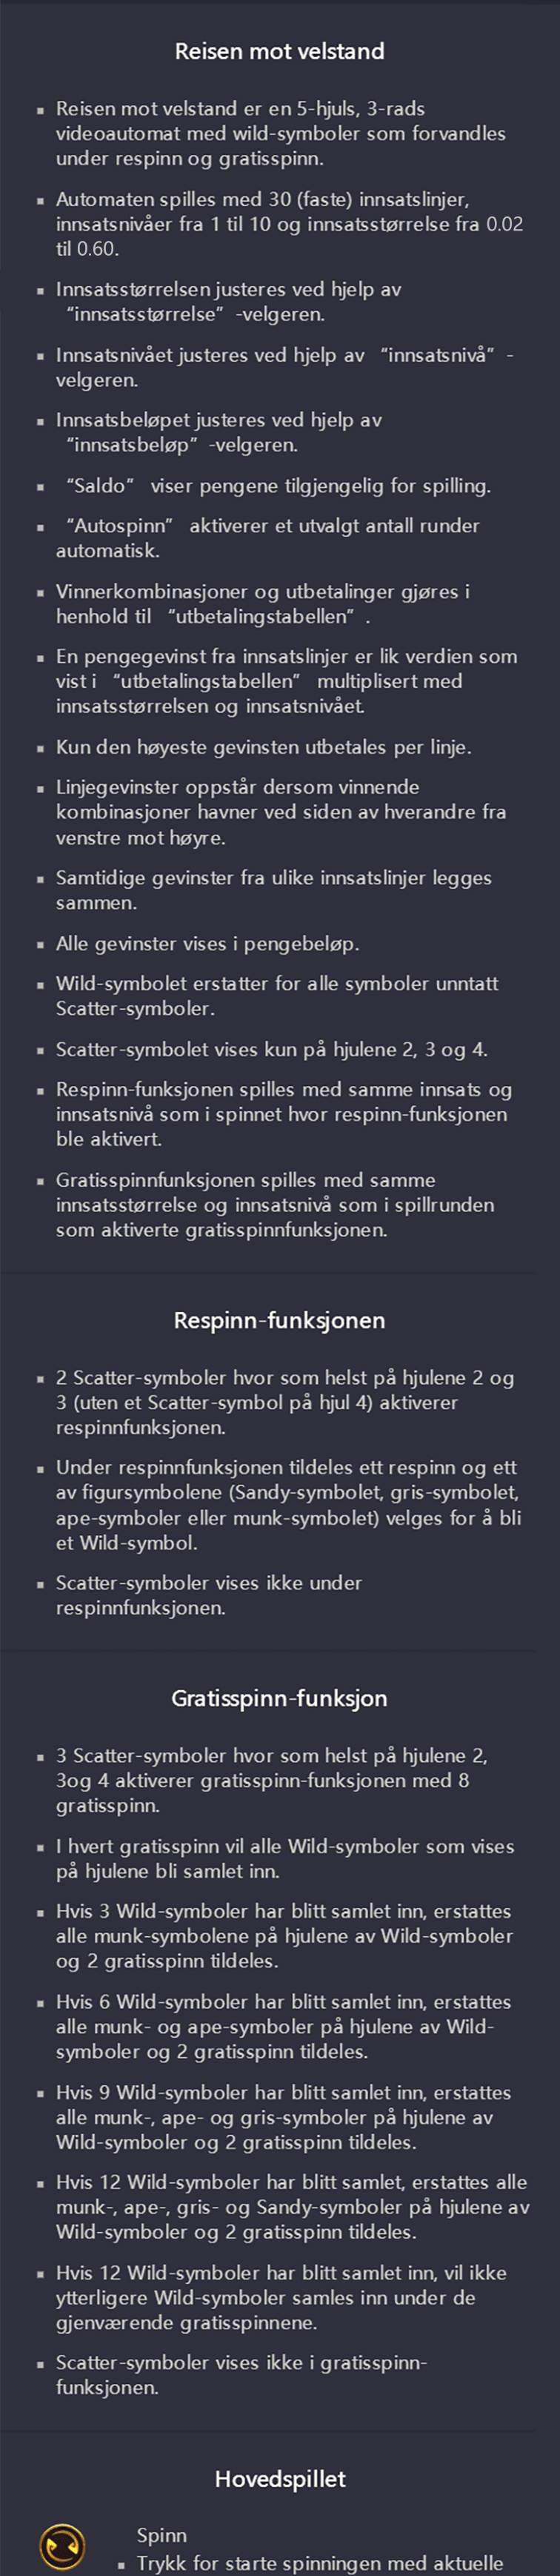 Reisen mot velstand
Reisen mot velstand er en 5-hjuls, 3-rads
videoautomat med wild-symboler som forvandles
under respinn og gratisspinn.
Automaten spilles med 30 (faste) innsatslinjer,
innsatsnivåer fra 1 til 10 og innsatsstørrelse fra 0.02
til 0.60.
Innsatsstørrelsen justeres ved hjelp av
“innsatsstørrelse” -velgeren.
Innsatsnivået justeres ved hjelp av “innsatsnivå” -
velgeren.
Innsatsbeløpet justeres ved hjelp av
“innsatsbeløp” -velgeren.
“Saldo” viser pengene tilgjengelig for spilling.
“Autospinn” aktiverer et utvalgt antall runder
automatisk.
Vinnerkombinasjoner og utbetalinger gjøres i
henhold til “utbetalingstabellen” .
En pengegevinst fra innsatslinjer er lik verdien som
vist i “utbetalingstabellen” multiplisert med
innsatsstørrelsen og innsatsnivået.
Kun den høyeste gevinsten utbetales per linje.
Linjegevinster oppstår dersom vinnende
kombinasjoner havner ved siden av hverandre fra
venstre mot høyre.
Samtidige gevinster fra ulike innsatslinjer legges
sammen.
Alle gevinster vises i pengebeløp.
Wild-symbolet erstatter for alle symboler unntatt
Scatter-symboler.
Scatter-symbolet vises kun på hjulene 2, 3 og 4.
Respinn-funksjonen spilles med samme innsats og
innsatsnivå som i spinnet hvor respinn-funksjonen
ble aktivert.
Gratisspinnfunksjonen spilles med samme
innsatsstørrelse og innsatsnivå som i spillrunden
som aktiverte gratisspinnfunksjonen.
Respinn-funksjonen
2 Scatter-symboler hvor som helst på hjulene 2 og
3 (uten et Scatter-symbol på hjul 4) aktiverer
respinnfunksjonen.
Under respinnfunksjonen tildeles ett respinn og ett
av figursymbolene (Sandy-symbolet, gris-symbolet,
ape-symboler eller munk-symbolet) velges for å bli
et Wild-symbol.
Scatter-symboler vises ikke under
respinnfunksjonen.
Gratisspinn-funksjon
3 Scatter-symboler hvor som helst på hjulene 2,
3og 4 aktiverer gratisspinn-funksjonen med 8
gratisspinn.
I hvert gratisspinn vil alle Wild-symboler som vises
på hjulene bli samlet inn.
Hvis 3 Wild-symboler har blitt samlet inn, erstattes
alle munk-symbolene på hjulene av Wild-symboler
og 2 gratisspinn tildeles.
Hvis 6 Wild-symboler har blitt samlet inn, erstattes
alle munk- og ape-symboler på hjulene av Wild-
symboler og 2 gratisspinn tildeles.
Hvis 9 Wild-symboler har blitt samlet inn, erstattes
alle munk-, ape- og gris-symboler på hjulene av
Wild-symboler og 2 gratisspinn tildeles.
Hvis 12 Wild-symboler har blitt samlet, erstattes alle
munk-, ape-, gris- og Sandy-symboler på hjulene av
Wild-symboler og 2 gratisspinn tildeles.
Hvis 12 Wild-symboler har blitt samlet inn, vil ikke
ytterligere Wild-symboler samles inn under de
gjenværende gratisspinnene.
Scatter-symboler vises ikke i gratisspinn-
funksjonen.
Hovedspillet
Spinn
Trykk for starte spinningen med aktuelle